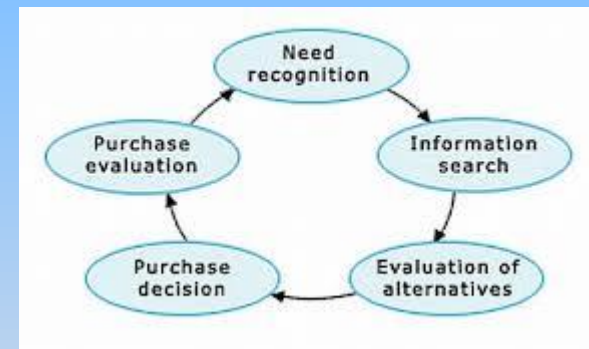 Need
recognition
Information
search
Evaluation of
alternatives
Purchase
decision
Purchase
evaluation